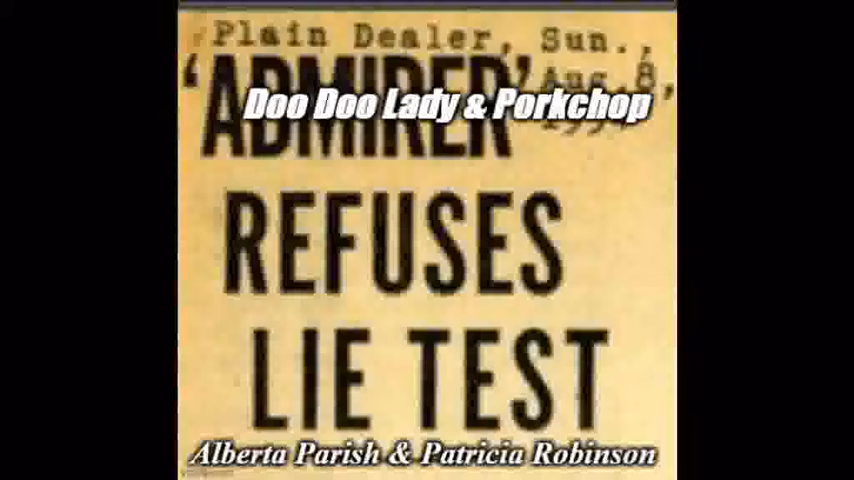 Plain Dealer, Sun.,
'ADMIRER' Aug. 8,
Doo Doo Lady & Porkchop
REFUSES
LIE TEST
Alberta Parish & Patricia Robinson